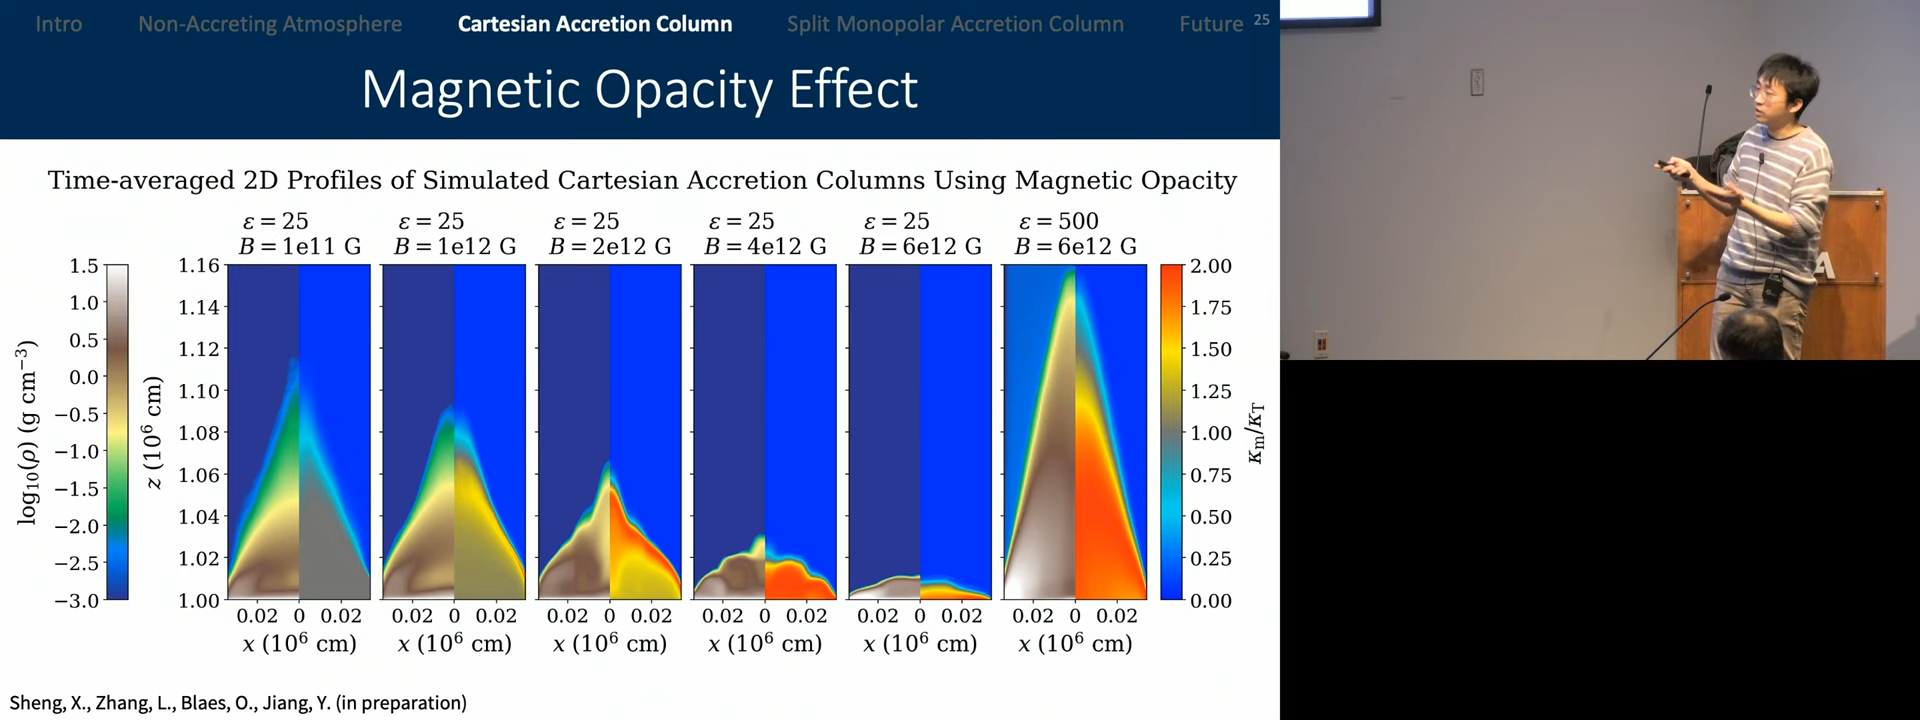 Intro Non-Accreting Atmosphere Cartesian Accretion Column Split Monopolar Accretion Column Future 25
Magnetic Opacity Effect
Time-averaged 2D Profiles of Simulated Cartesian Accretion Columns Using Magnetic Opacity
ε = 25 ε = 25 ε = 25 ε = 25 ε = 25 ε = 500
B = 1e11 G B = 1e12 G B = 2e12 G B = 4e12 G B = 6e12 G B = 6e12 G
log₁₀(ρ) (g cm⁻³)
1.5
1.0
0.5
0.0
−0.5
−1.0
−1.5
−2.0
−2.5
−3.0
z (10⁶ cm)
1.16
1.14
1.12
1.10
1.08
1.06
1.04
1.02
1.00
0.02 0 0.02 0.02 0 0.02 0.02 0 0.02 0.02 0 0.02 0.02 0 0.02 0.02 0 0.02
x (10⁶ cm) x (10⁶ cm) x (10⁶ cm) x (10⁶ cm) x (10⁶ cm) x (10⁶ cm)
2.00
1.75
1.50
1.25
1.00
0.75
0.50
0.25
0.00
κₘ/κ_T
Sheng, X., Zhang, L., Blaes, O., Jiang, Y. (in preparation)
A